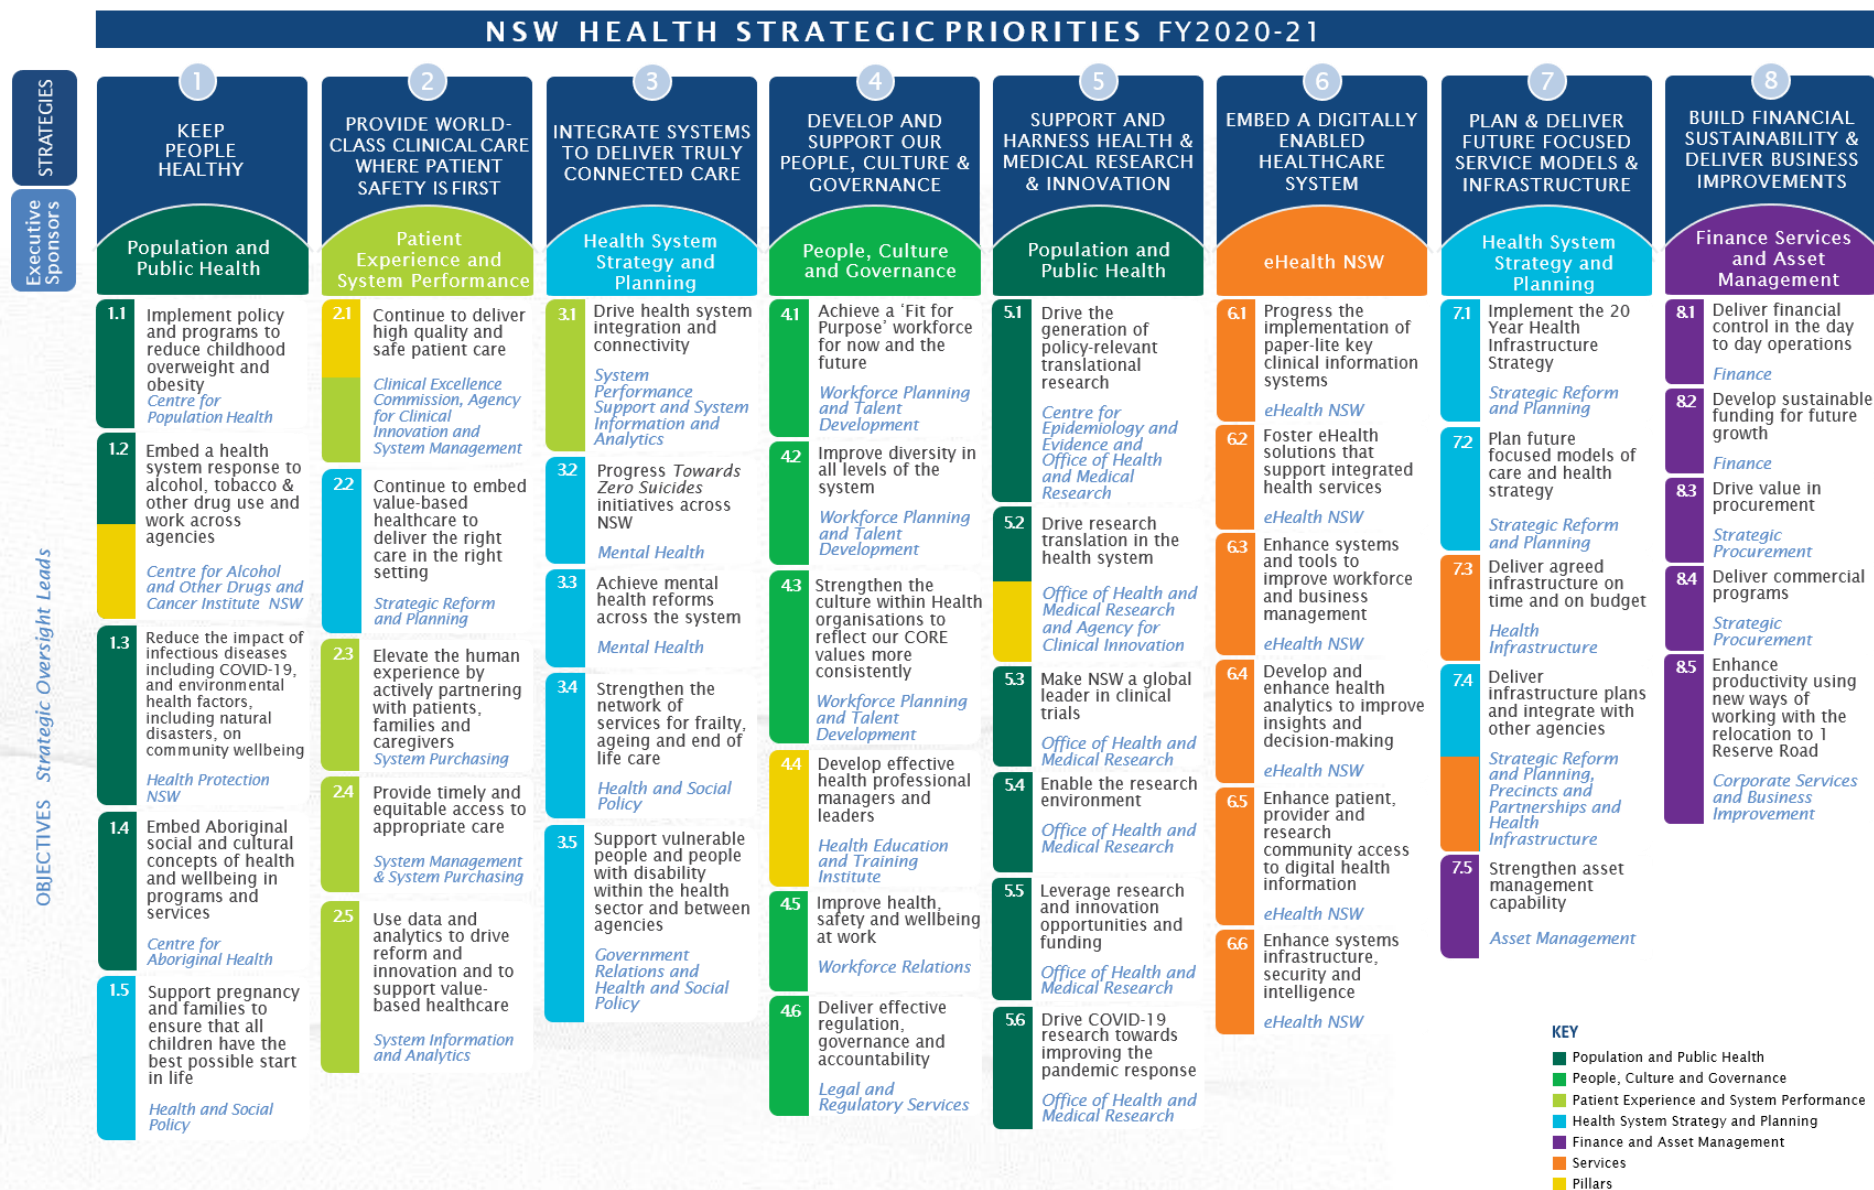 NSW HEALTH STRATEGIC PRIORITIES FY2020-21
STRATEGIES
Executive
Sponsors
OBJECTIVES Strategic Oversight Leads
1
KEEP
PEOPLE
HEALTHY
Population and
Public Health
1.1
Implement policy
and programs to
reduce childhood
overweight and
obesity
Centre for
Population Health
1.2
Embed a health
system response to
alcohol, tobacco &
other drug use and
work across
agencies
Centre for Alcohol
and Other Drugs and
Cancer Institute NSW
1.3
Reduce the impact of
infectious diseases
including COVID-19,
and environmental
health factors,
including natural
disasters, on
community wellbeing
Health Protection
NSW
1.4
Embed Aboriginal
social and cultural
concepts of health
and wellbeing in
programs and
services
Centre for
Aboriginal Health
1.5
Support pregnancy
and families to
ensure that all
children have the
best possible start
in life
Health and Social
Policy
2
PROVIDE WORLD-
CLASS CLINICAL CARE
WHERE PATIENT
SAFETY IS FIRST
Patient
Experience and
System Performance
2.1
Continue to deliver
high quality and
safe patient care
Clinical Excellence
Commission, Agency
for Clinical
Innovation and
System Management
2.2
Continue to embed
value-based
healthcare to
deliver the right
care in the right
setting
Strategic Reform
and Planning
2.3
Elevate the human
experience by
actively partnering
with patients,
families and
caregivers
System Purchasing
2.4
Provide timely and
equitable access to
appropriate care
System Management
& System Purchasing
2.5
Use data and
analytics to drive
reform and
innovation and to
support value-
based healthcare
System Information
and Analytics
3
INTEGRATE SYSTEMS
TO DELIVER TRULY
CONNECTED CARE
Health System
Strategy and
Planning
3.1
Drive health system
integration and
connectivity
System
Performance
Support and System
Information and
Analytics
3.2
Progress Towards
Zero Suicides
initiatives across
NSW
Mental Health
3.3
Achieve mental
health reforms
across the system
Mental Health
3.4
Strengthen the
network of
services for frailty,
ageing and end of
life care
Health and Social
Policy
3.5
Support vulnerable
people and people
with disability
within the health
sector and between
agencies
Government
Relations and
Health and Social
Policy
4
DEVELOP AND
SUPPORT OUR
PEOPLE, CULTURE &
GOVERNANCE
People, Culture
and Governance
4.1
Achieve a ‘Fit for
Purpose’ workforce
for now and the
future
Workforce Planning
and Talent
Development
4.2
Improve diversity in
all levels of the
system
Workforce Planning
and Talent
Development
4.3
Strengthen the
culture within Health
organisations to
reflect our CORE
values more
consistently
Workforce Planning
and Talent
Development
4.4
Develop effective
health professional
managers and
leaders
Health Education
and Training
Institute
4.5
Improve health,
safety and wellbeing
at work
Workforce Relations
4.6
Deliver effective
regulation,
governance and
accountability
Legal and
Regulatory Services
5
SUPPORT AND
HARNESS HEALTH &
MEDICAL RESEARCH
& INNOVATION
Population and
Public Health
5.1
Drive the
generation of
policy-relevant
translational
research
Centre for
Epidemiology and
Evidence and
Office of Health
and Medical
Research
5.2
Drive research
translation in the
health system
Office of Health and
Medical Research
and Agency for
Clinical Innovation
5.3
Make NSW a global
leader in clinical
trials
Office of Health and
Medical Research
5.4
Enable the research
environment
Office of Health and
Medical Research
5.5
Leverage research
and innovation
opportunities and
funding
Office of Health and
Medical Research
5.6
Drive COVID-19
research towards
improving the
pandemic response
Office of Health and
Medical Research
6
EMBED A DIGITALLY
ENABLED
HEALTHCARE
SYSTEM
eHealth NSW
6.1
Progress the
implementation of
paper-lite key
clinical information
systems
eHealth NSW
6.2
Foster eHealth
solutions that
support integrated
health services
eHealth NSW
6.3
Enhance systems
and tools to
improve workforce
and business
management
eHealth NSW
6.4
Develop and
enhance health
analytics to improve
insights and
decision-making
eHealth NSW
6.5
Enhance patient,
provider and
research
community access
to digital health
information
eHealth NSW
6.6
Enhance systems
infrastructure,
security and
intelligence
eHealth NSW
7
PLAN & DELIVER
FUTURE FOCUSED
SERVICE MODELS &
INFRASTRUCTURE
Health System
Strategy and
Planning
7.1
Implement the 20
Year Health
Infrastructure
Strategy
Strategic Reform
and Planning
7.2
Plan future
focused models of
care and health
strategy
Strategic Reform
and Planning
7.3
Deliver agreed
infrastructure on
time and on budget
Health
Infrastructure
7.4
Deliver
infrastructure plans
and integrate with
other agencies
Strategic Reform
and Planning,
Precincts and
Partnerships and
Health
Infrastructure
7.5
Strengthen asset
management
capability
Asset Management
8
BUILD FINANCIAL
SUSTAINABILITY &
DELIVER BUSINESS
IMPROVEMENTS
Finance Services
and Asset
Management
8.1
Deliver financial
control in the day
to day operations
Finance
8.2
Develop sustainable
funding for future
growth
Finance
8.3
Drive value in
procurement
Strategic
Procurement
8.4
Deliver commercial
programs
Strategic
Procurement
8.5
Enhance
productivity using
new ways of
working with the
relocation to 1
Reserve Road
Corporate Services
and Business
Improvement
KEY
Population and Public Health
People, Culture and Governance
Patient Experience and System Performance
Health System Strategy and Planning
Finance and Asset Management
Services
Pillars